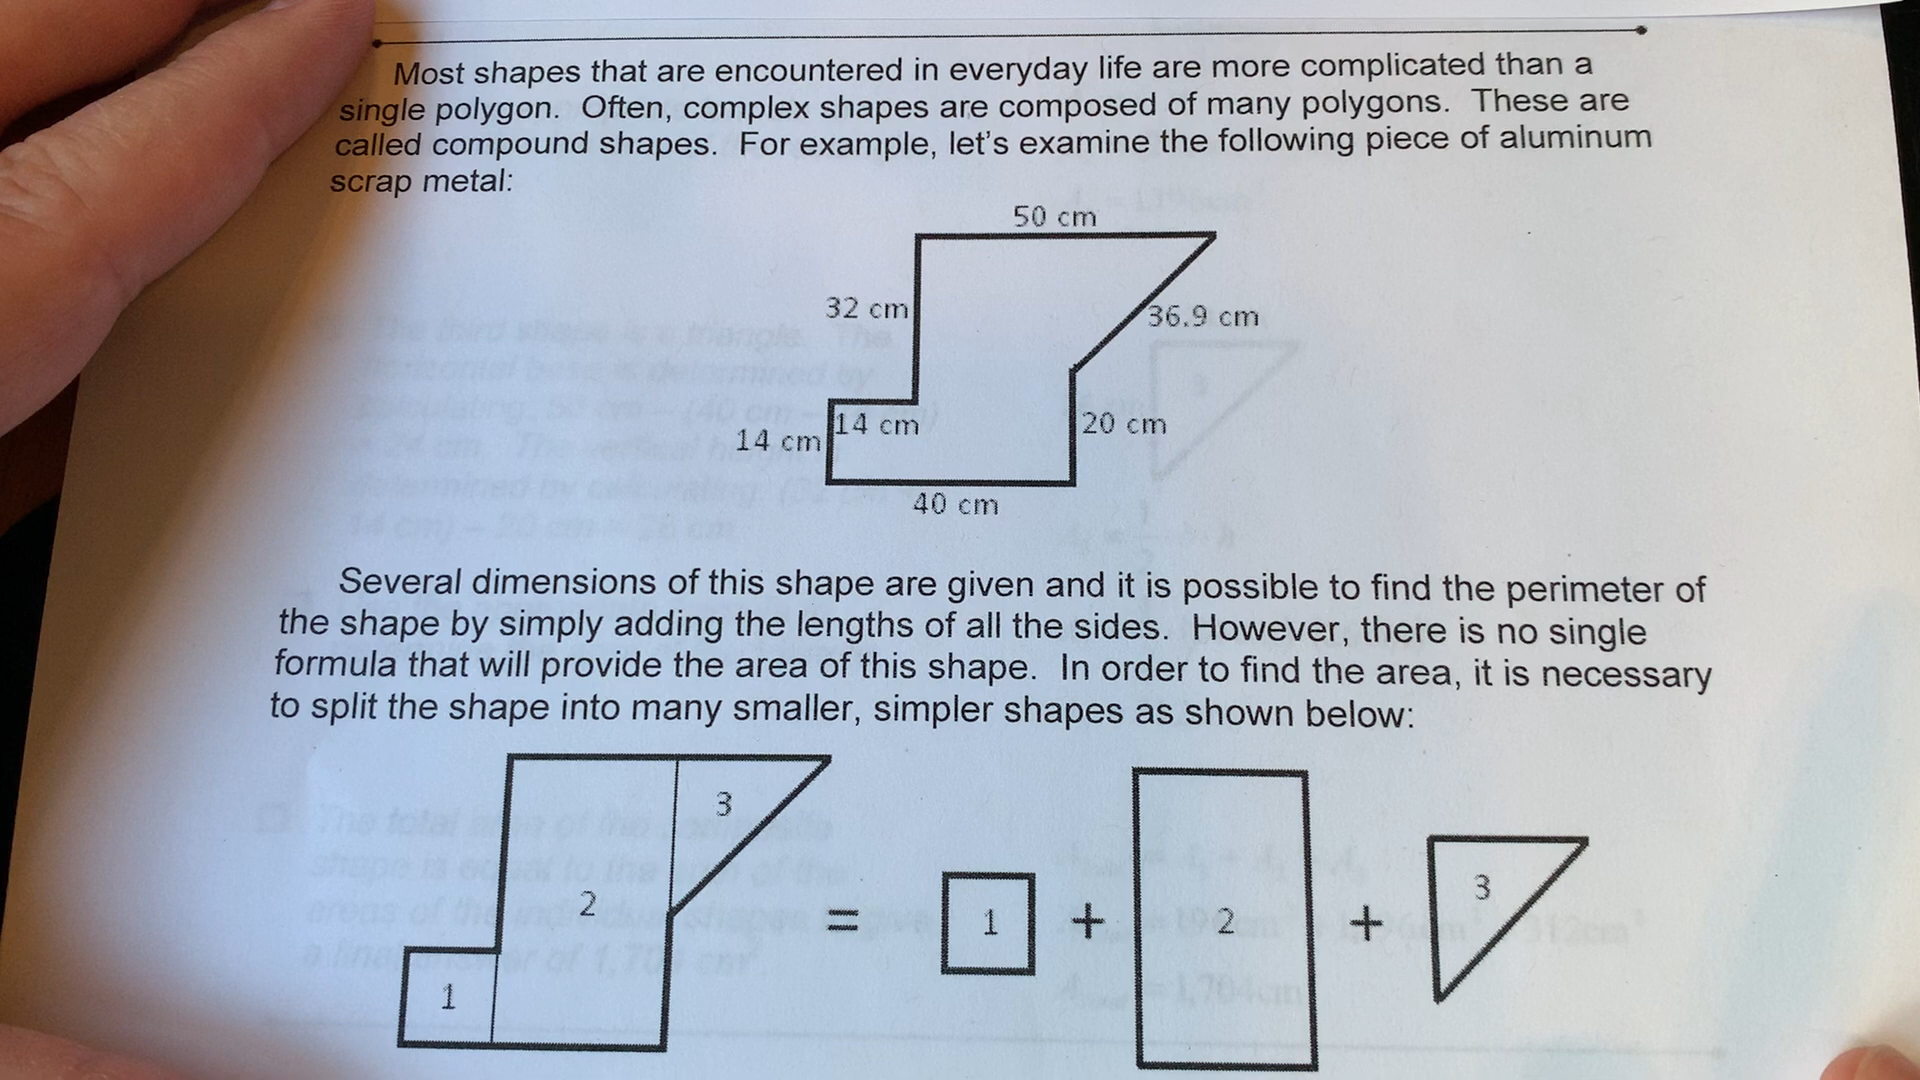 Most shapes that are encountered in everyday life are more complicated than a
single polygon. Often, complex shapes are composed of many polygons. These are
called compound shapes. For example, let's examine the following piece of aluminum
scrap metal:
50 cm
32 cm
36.9 cm
14 cm
14 cm
20 cm
40 cm
Several dimensions of this shape are given and it is possible to find the perimeter of
the shape by simply adding the lengths of all the sides. However, there is no single
formula that will provide the area of this shape. In order to find the area, it is necessary
to split the shape into many smaller, simpler shapes as shown below:
3
2
1
=
1
+
2
+
3